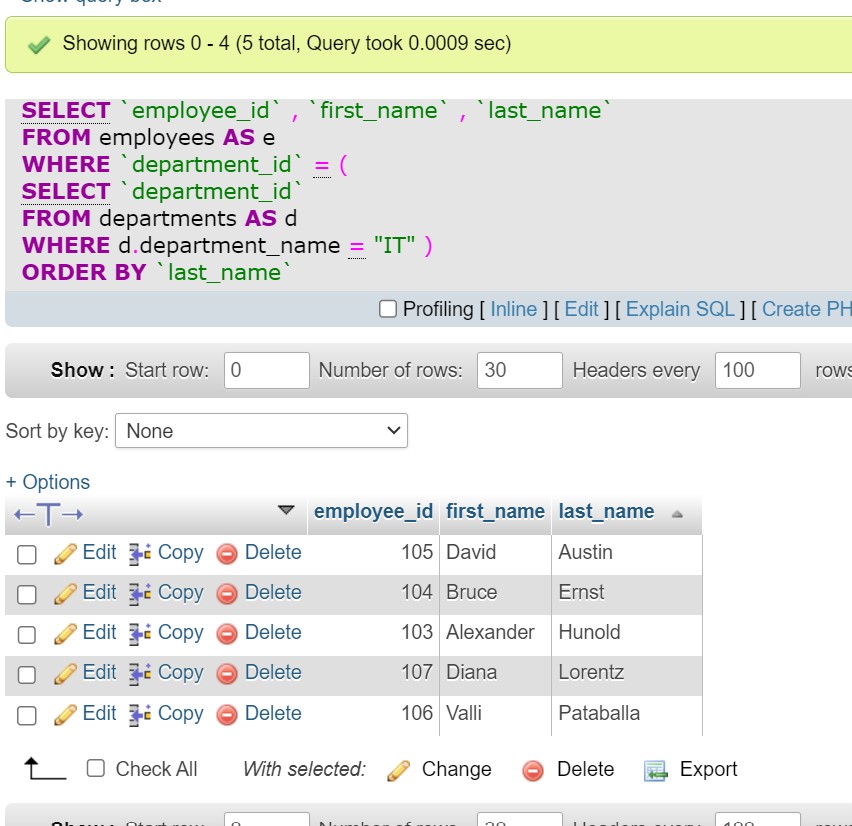 Showing rows 0 - 4 (5 total, Query took 0.0009 sec)
SELECT `employee_id` , `first_name` , `last_name`
FROM employees AS e
WHERE `department_id` = (
SELECT `department_id`
FROM departments AS d
WHERE d.department_name = "IT" )
ORDER BY `last_name`
Profiling [ Inline ] [ Edit ] [ Explain SQL ] [ Create PH
Show : Start row: 0 Number of rows: 30 Headers every 100 rows
Sort by key: None
+ Options
employee_id first_name last_name
Edit Copy Delete 105 David Austin
Edit Copy Delete 104 Bruce Ernst
Edit Copy Delete 103 Alexander Hunold
Edit Copy Delete 107 Diana Lorentz
Edit Copy Delete 106 Valli Pataballa
Check All With selected: Change Delete Export